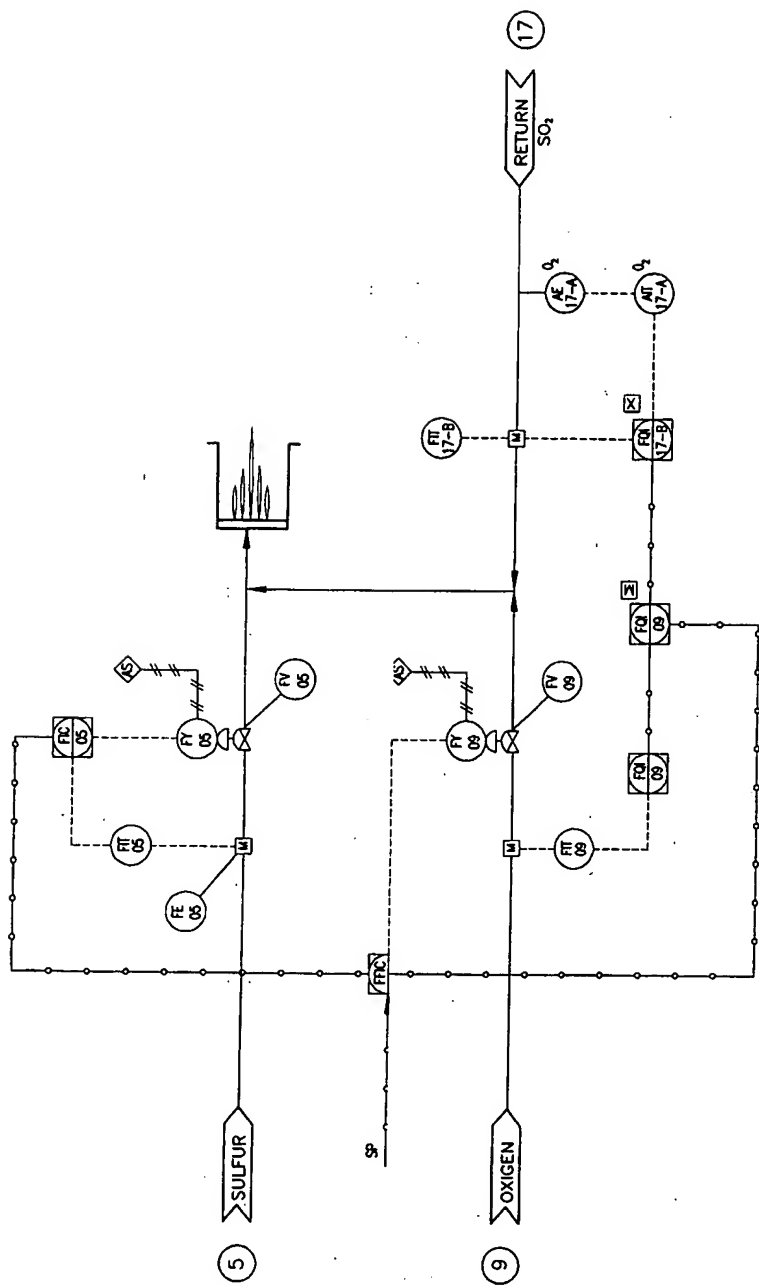 17
RETURN
SO₂
O₂
AE
17-A
O₂
AIT
17-A
FIT
17-B
M
X
FQI
17-B
AS
FIC
05
FY
05
FV
05
FIT
05
M
FE
05
AS
FY
09
FV
09
Σ
FQI
09
FQI
09
M
FIT
09
FFIC
SP
SULFUR
5
OXIGEN
9